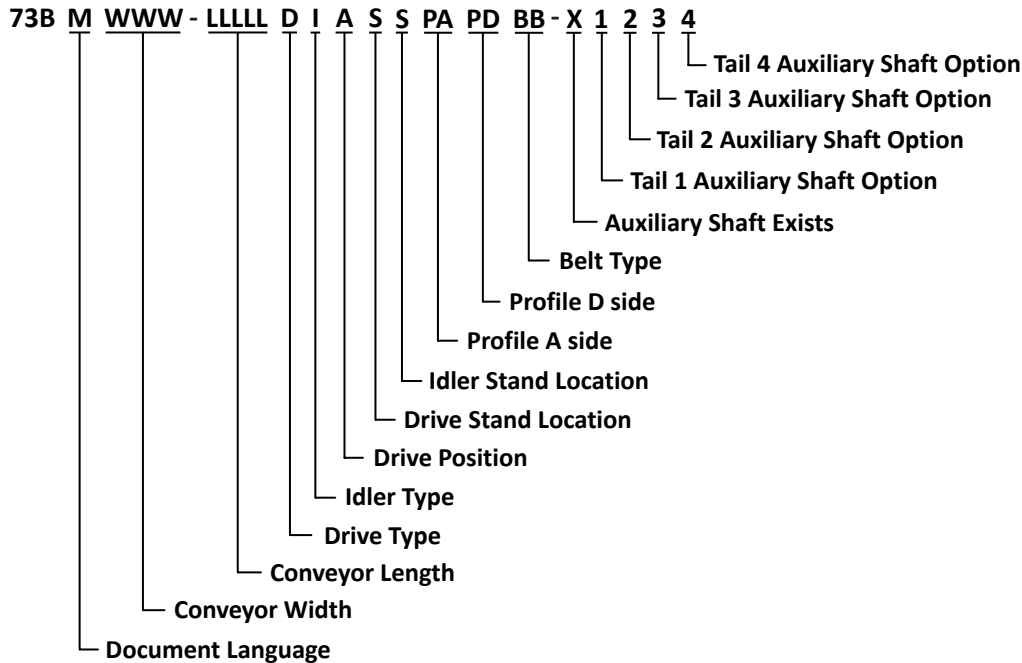 73B M WWW - LLLLL D I A S S PA PD BB - X 1 2 3 4
Tail 4 Auxiliary Shaft Option
Tail 3 Auxiliary Shaft Option
Tail 2 Auxiliary Shaft Option
Tail 1 Auxiliary Shaft Option
Auxiliary Shaft Exists
Belt Type
Profile D side
Profile A side
Idler Stand Location
Drive Stand Location
Drive Position
Idler Type
Drive Type
Conveyor Length
Conveyor Width
Document Language